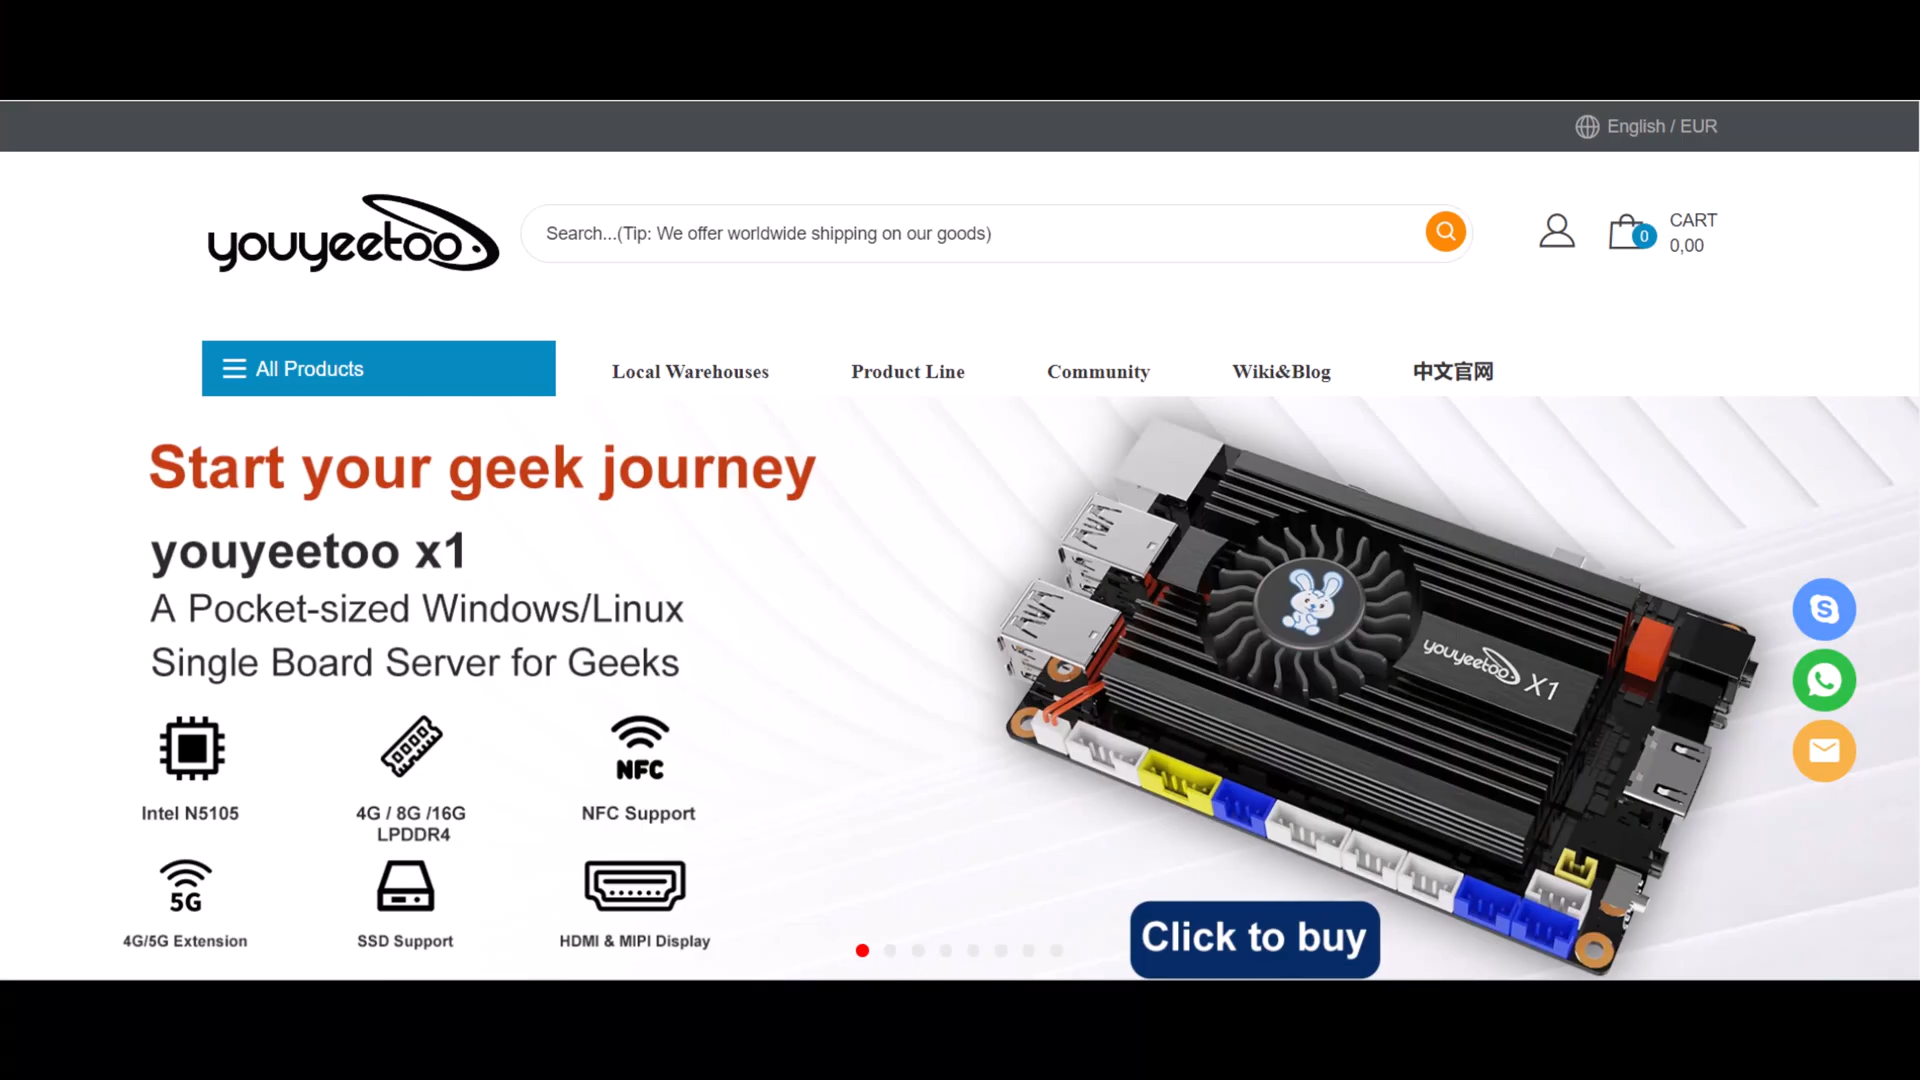 English / EUR
youyeetoo
Search...(Tip: We offer worldwide shipping on our goods)
0
CART
0,00
All Products
Local Warehouses
Product Line
Community
Wiki&Blog
中文官网
Start your geek journey
youyeetoo x1
A Pocket-sized Windows/Linux
Single Board Server for Geeks
youyeetoo X1
NFC
Intel N5105
4G / 8G /16G
LPDDR4
NFC Support
5G
4G/5G Extension
SSD Support
HDMI & MIPI Display
Click to buy